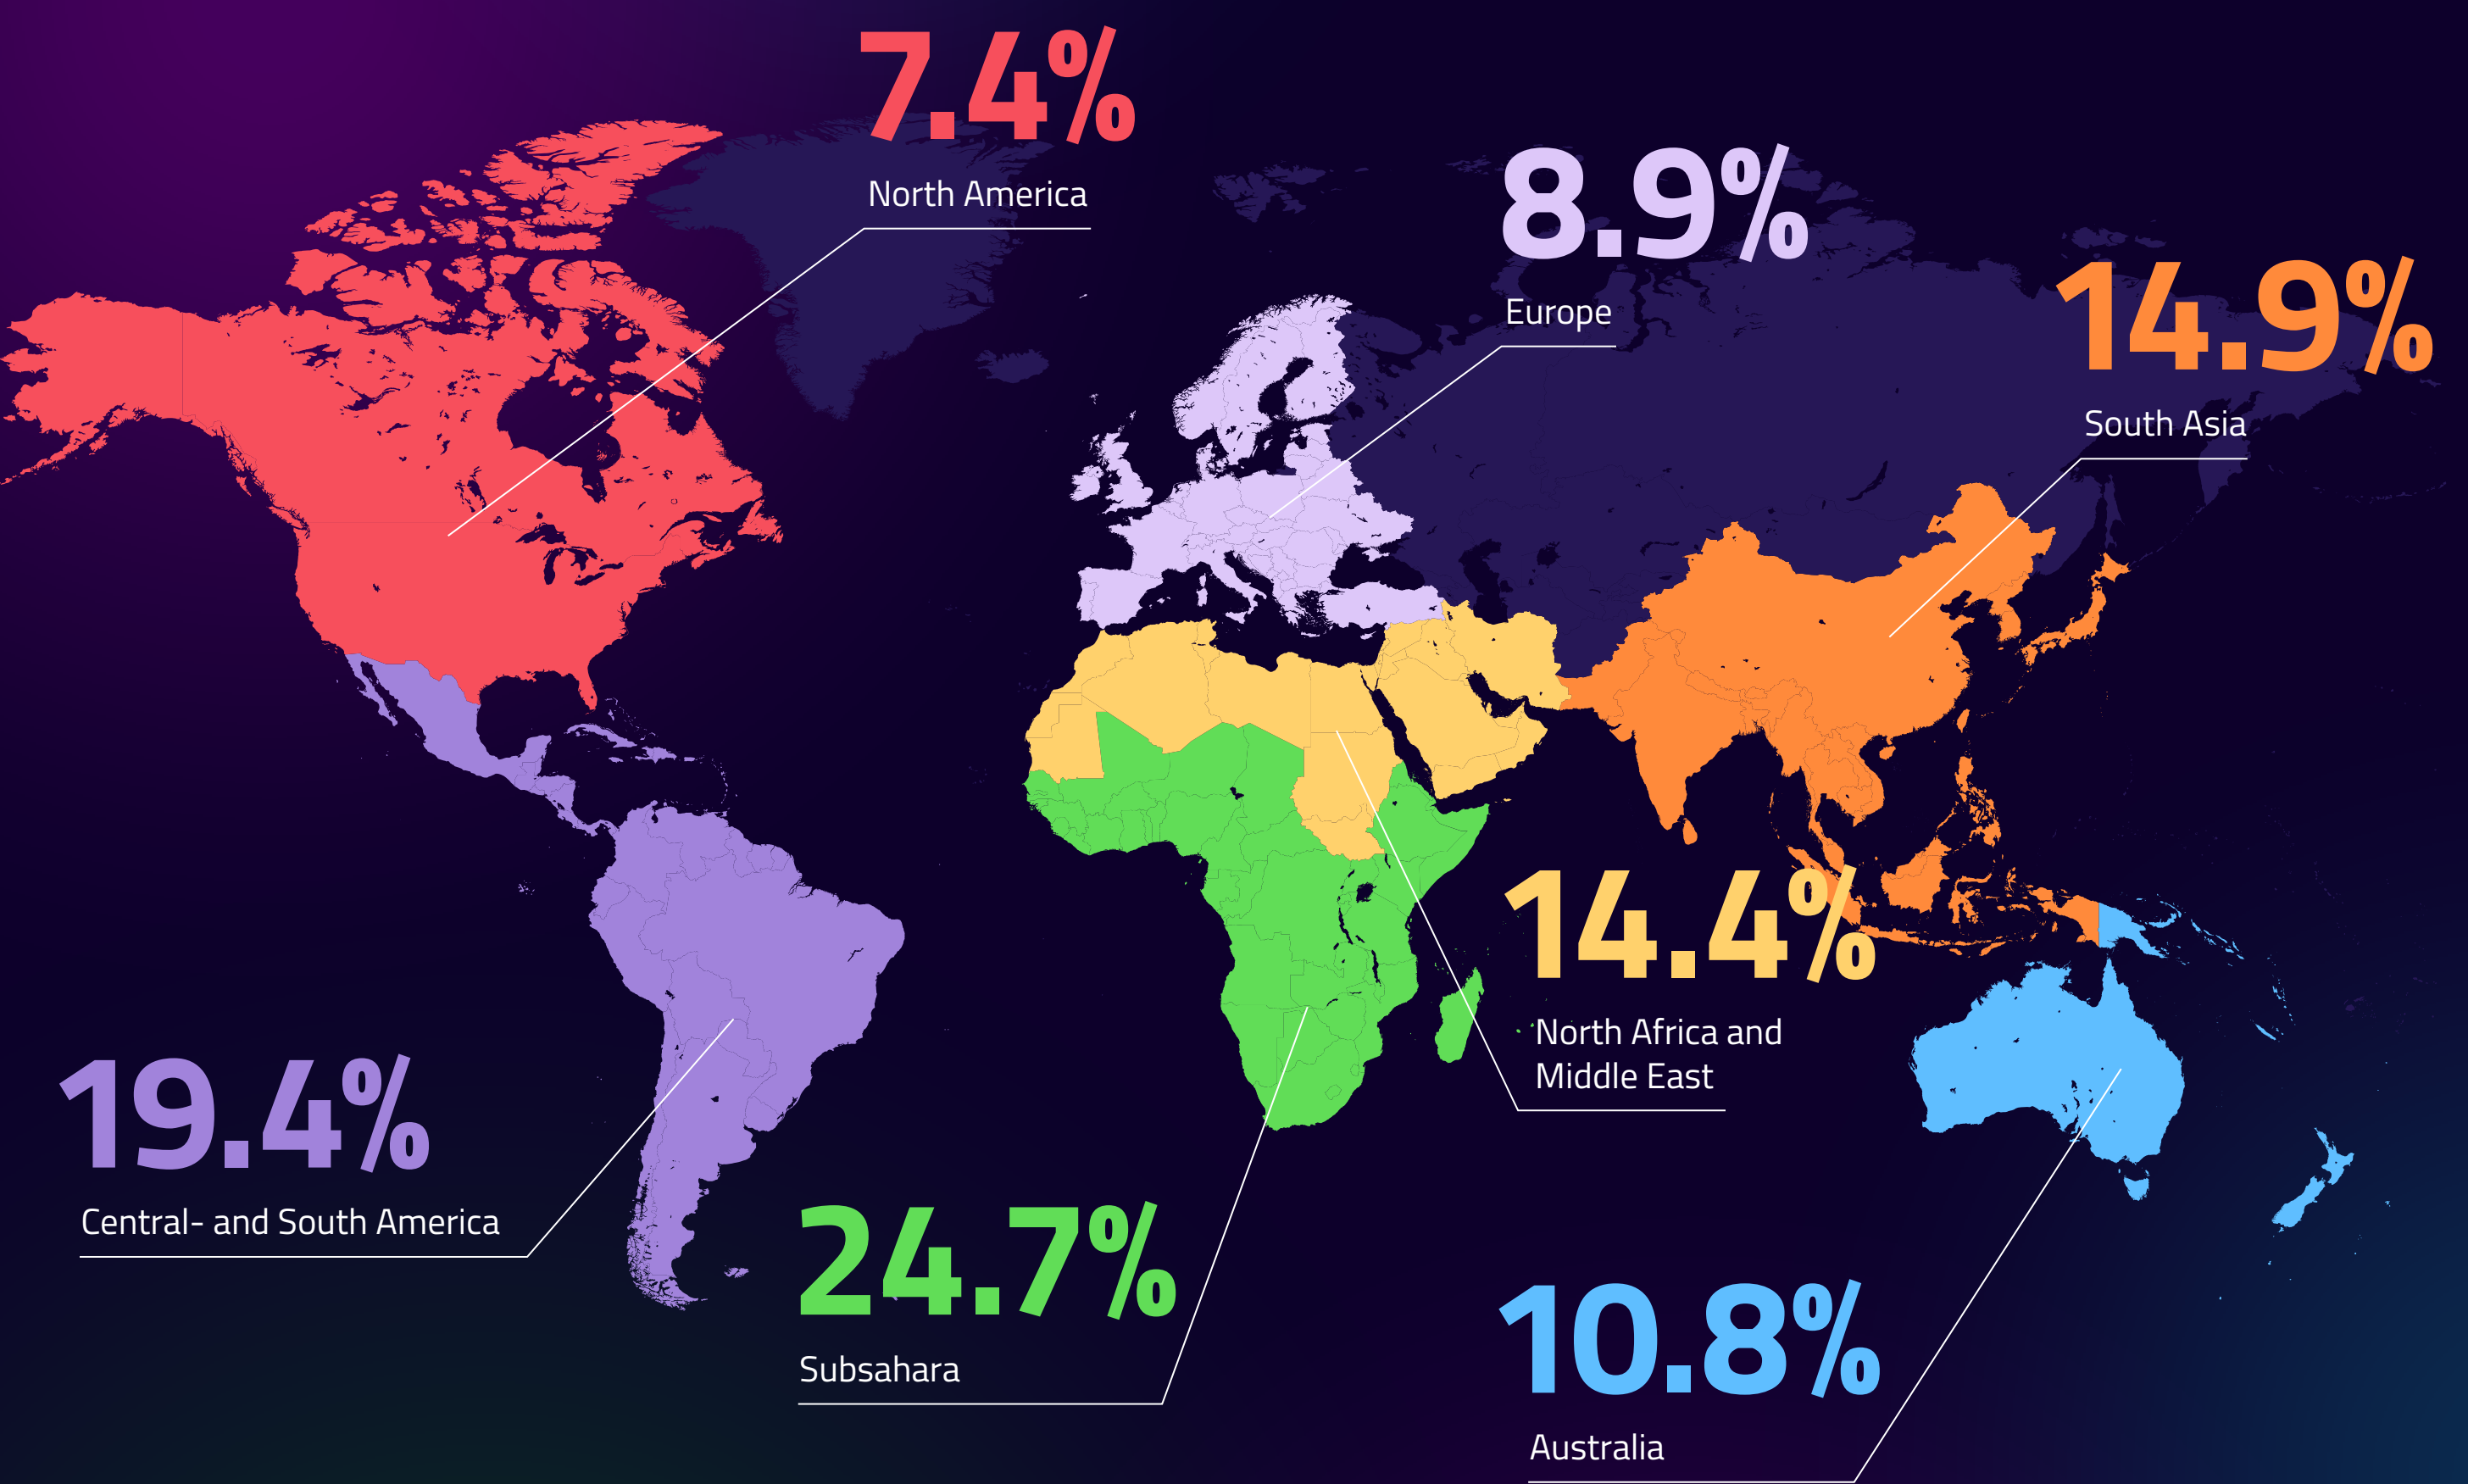 7.4%
North America
8.9%
Europe
14.9%
South Asia
14.4%
North Africa and
Middle East
19.4%
Central- and South America
24.7%
Subsahara
10.8%
Australia